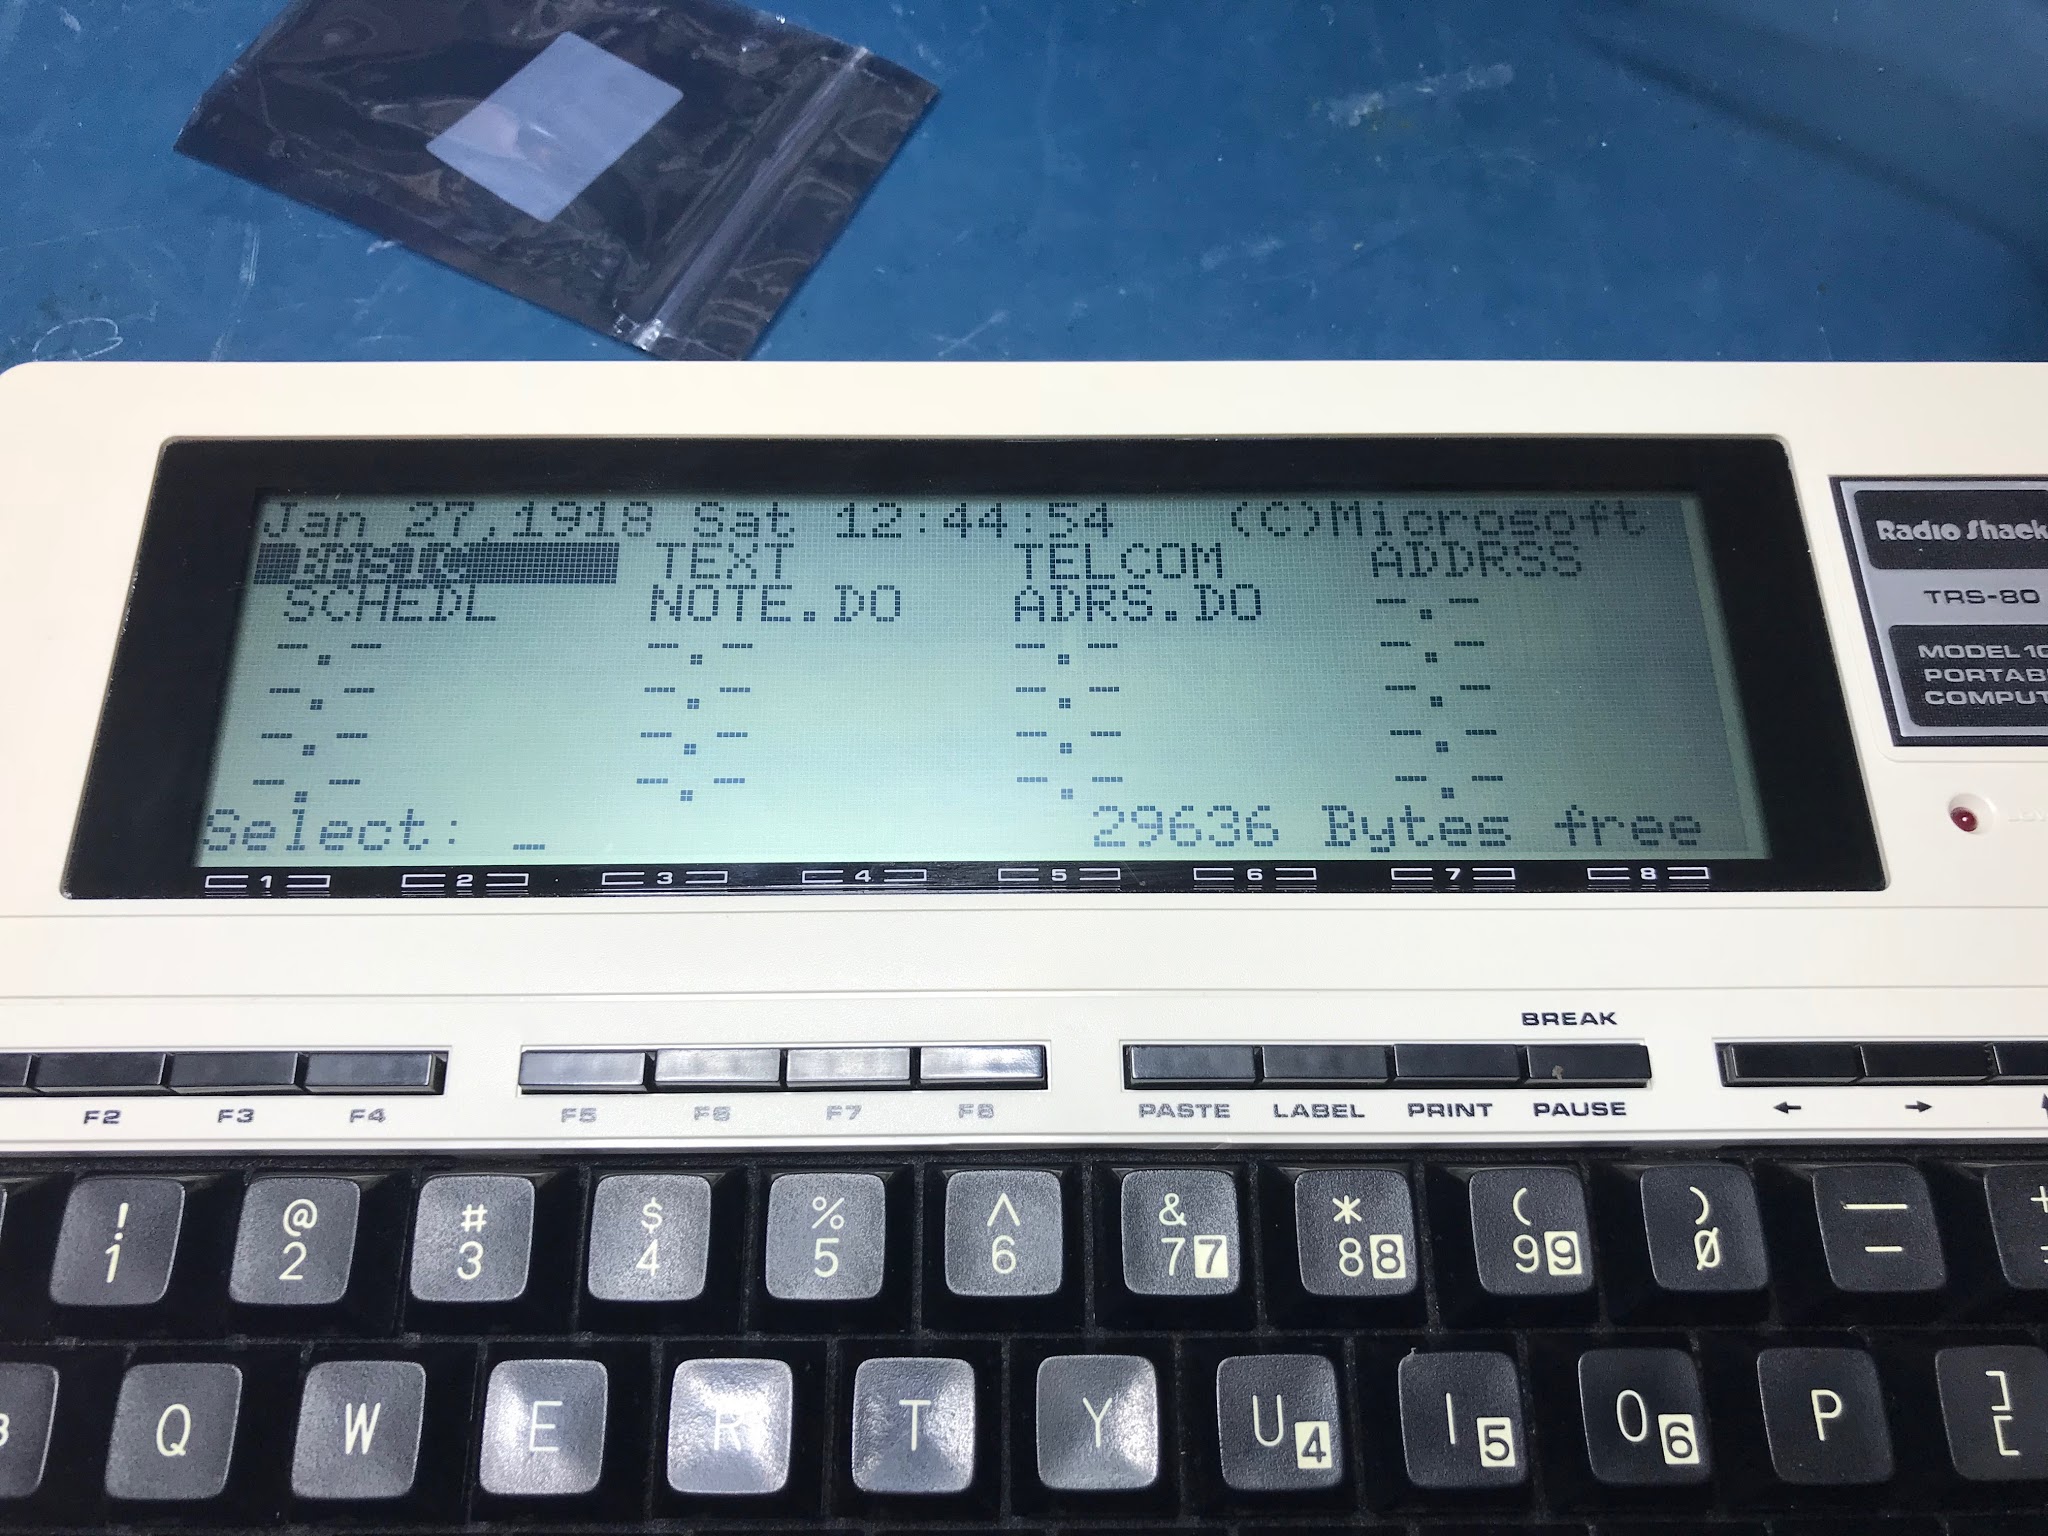 Jan 27,1918 Sat 12:44:54 (C)Microsoft
BASIC TEXT TELCOM ADDRSS
SCHEDL NOTE.DO ADRS.DO -.-
-.- -.- -.- -.-
-.- -.- -.- -.-
-.- -.- -.- -.-
-.- -.- -.- -.-
Select: _ 29636 Bytes free
1 2 3 4 5 6 7 8
Radio Shack
TRS-80
MODEL 10
PORTAB
COMPUT
BREAK
F2 F3 F4 F5 F6 F7 F8 PASTE LABEL PRINT PAUSE ← →
! @ # $ % ^ & * ( ) — +
1 2 3 4 5 6 7 7 8 8 9 9 0 -
Q W E R T Y U 4 I 5 O 6 P ]
[